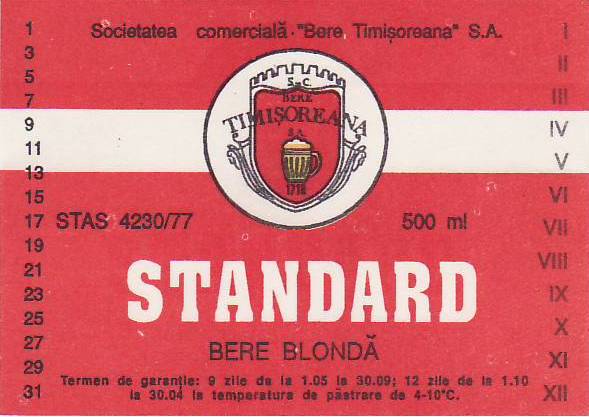 Societatea comercială "Bere Timişoreana" S.A.
1
3
5
7
9
11
13
15
17
19
21
23
25
27
29
31
S.C.
BERE
TIMIŞOREANA
S.A.
1718
STAS 4230/77
500 ml
STANDARD
BERE BLONDĂ
Termen de garanţie: 9 zile de la 1.05 la 30.09; 12 zile de la 1.10
la 30.04 la temperatura de păstrare de 4-10°C.
I
II
III
IV
V
VI
VII
VIII
IX
X
XI
XII